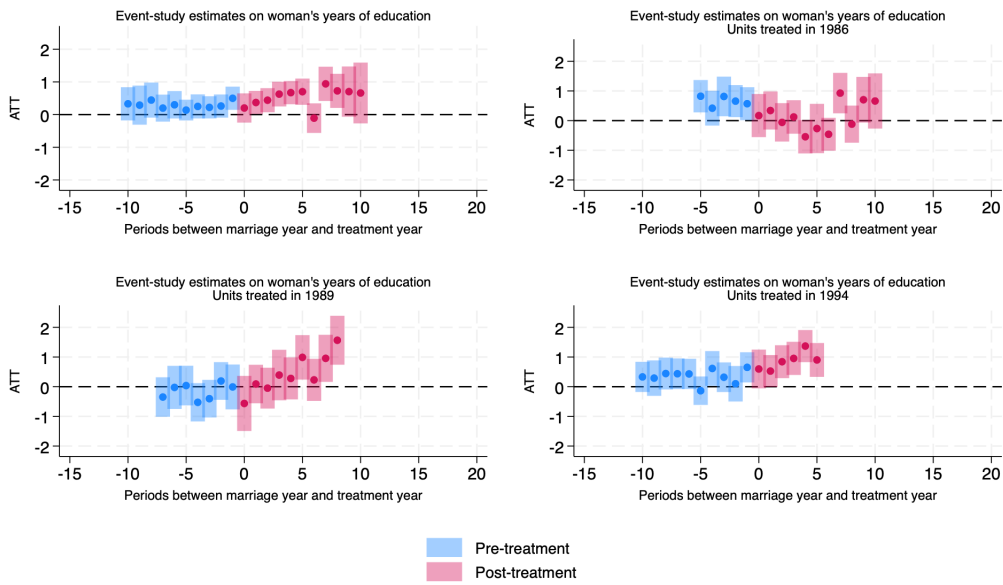 Event-study estimates on woman's years of education
ATT
2
1
0
-1
-2
-15 -10 -5 0 5 10 15 20
Periods between marriage year and treatment year
Event-study estimates on woman's years of education
Units treated in 1986
ATT
2
1
0
-1
-2
-15 -10 -5 0 5 10 15 20
Periods between marriage year and treatment year
Event-study estimates on woman's years of education
Units treated in 1989
ATT
2
1
0
-1
-2
-15 -10 -5 0 5 10 15 20
Periods between marriage year and treatment year
Event-study estimates on woman's years of education
Units treated in 1994
ATT
2
1
0
-1
-2
-15 -10 -5 0 5 10 15 20
Periods between marriage year and treatment year
Pre-treatment
Post-treatment